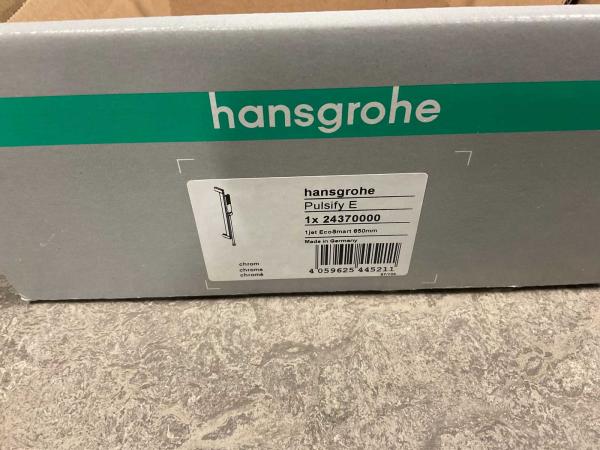 hansgrohe
hansgrohe
Pulsify E
1x 24370000
1jet EcoSmart 650mm
Made in Germany
chrom
chrome
chromé
4 059625 445211